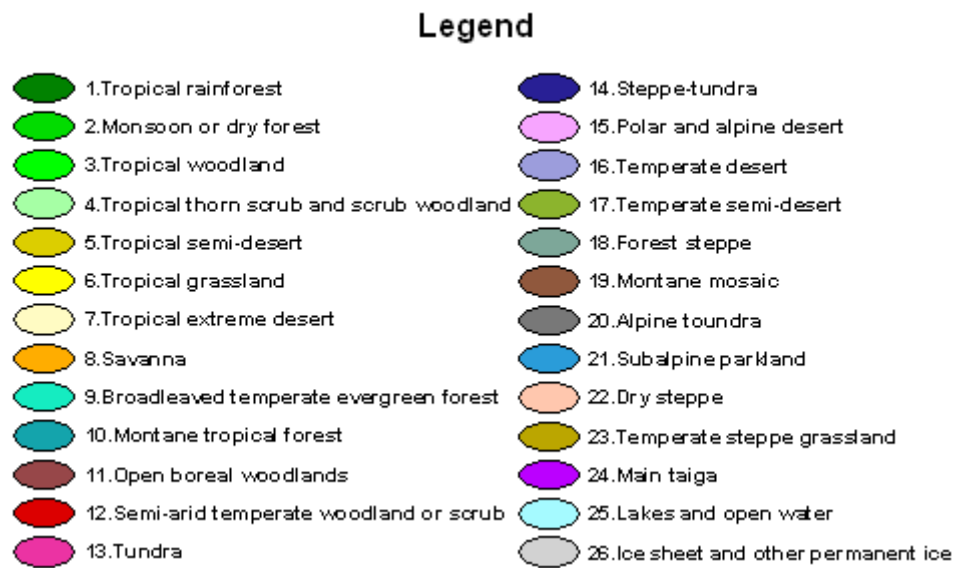 Legend
1.Tropical rainforest
2.Monsoon or dry forest
3.Tropical woodland
4.Tropical thorn scrub and scrub woodland
5.Tropical semi-desert
6.Tropical grassland
7.Tropical extreme desert
8.Savanna
9.Broadleaved temperate evergreen forest
10.Montane tropical forest
11.Open boreal woodlands
12.Semi-arid temperate woodland or scrub
13.Tundra
14.Steppe-tundra
15.Polar and alpine desert
16.Temperate desert
17.Temperate semi-desert
18.Forest steppe
19.Montane mosaic
20.Alpine toundra
21.Subalpine parkland
22.Dry steppe
23.Temperate steppe grassland
24.Main taiga
25.Lakes and open water
26.Ice sheet and other permanent ice